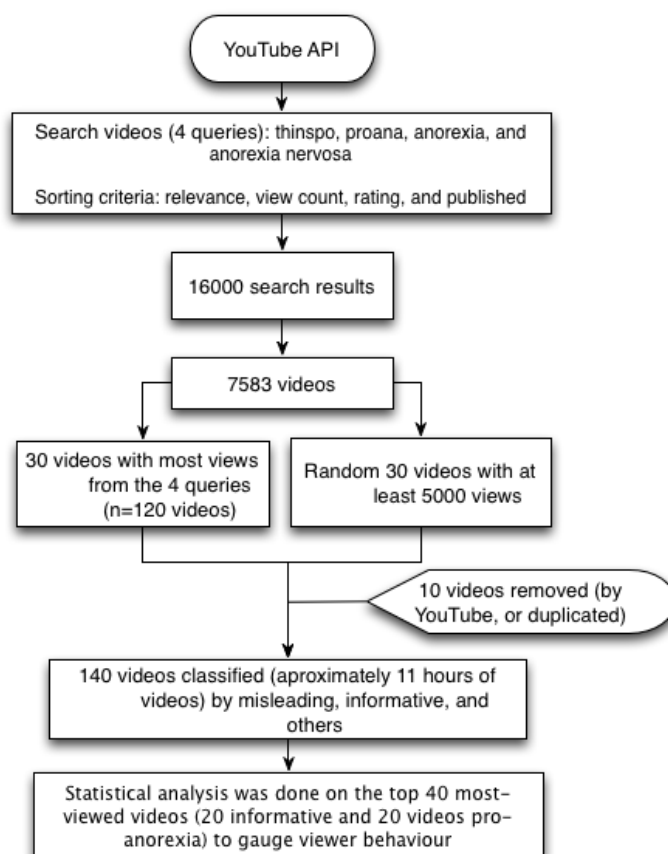 YouTube API
Search videos (4 queries): thinspo, proana, anorexia, and
anorexia nervosa
Sorting criteria: relevance, view count, rating, and published
16000 search results
7583 videos
30 videos with most views
from the 4 queries
(n=120 videos)
Random 30 videos with at
least 5000 views
10 videos removed (by
YouTube, or duplicated)
140 videos classified (aproximately 11 hours of
videos) by misleading, informative, and
others
Statistical analysis was done on the top 40 most-
viewed videos (20 informative and 20 videos pro-
anorexia) to gauge viewer behaviour